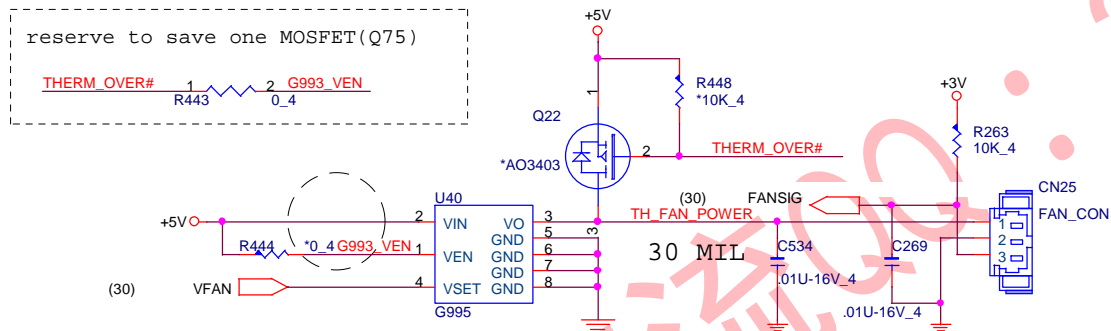 reserve to save one MOSFET(Q75)
THERM_OVER# 1 2 G993_VEN
R443 0_4
+5V
1
R448
*10K_4
Q22
*AO3403
2 THERM_OVER#
3
+3V
R263
10K_4
CN25
FAN_CON
(30) FANSIG
TH_FAN_POWER
30 MIL
1
2
3
C534
.01U-16V_4
C269
.01U-16V_4
U40
+5V 2 VIN VO 3
GND 5
R444 *0_4 G993_VEN 1 VEN GND 6
GND 7
(30) VFAN 4 VSET GND 8
G995